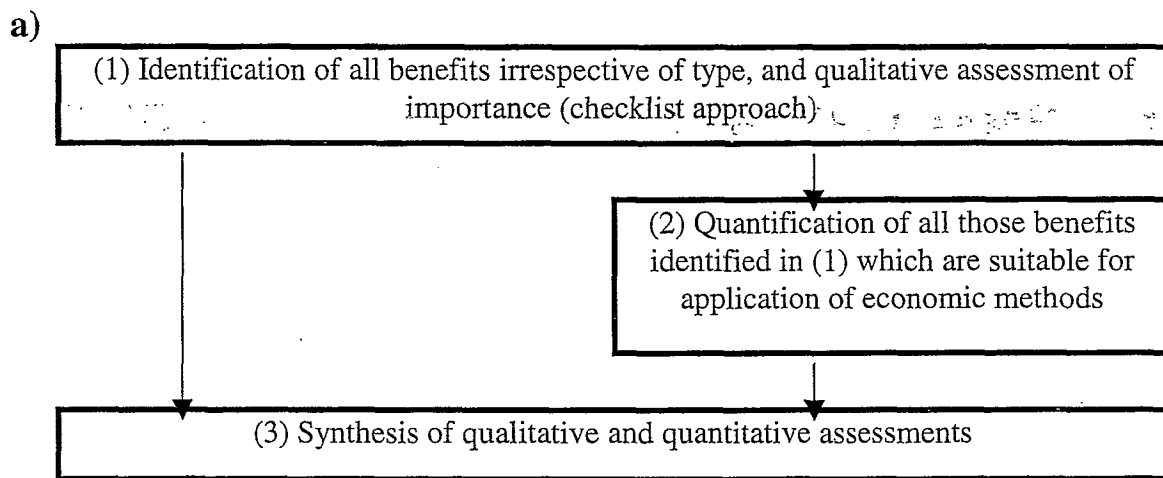 a)
(1) Identification of all benefits irrespective of type, and qualitative assessment of
importance (checklist approach)
(2) Quantification of all those benefits
identified in (1) which are suitable for
application of economic methods
(3) Synthesis of qualitative and quantitative assessments